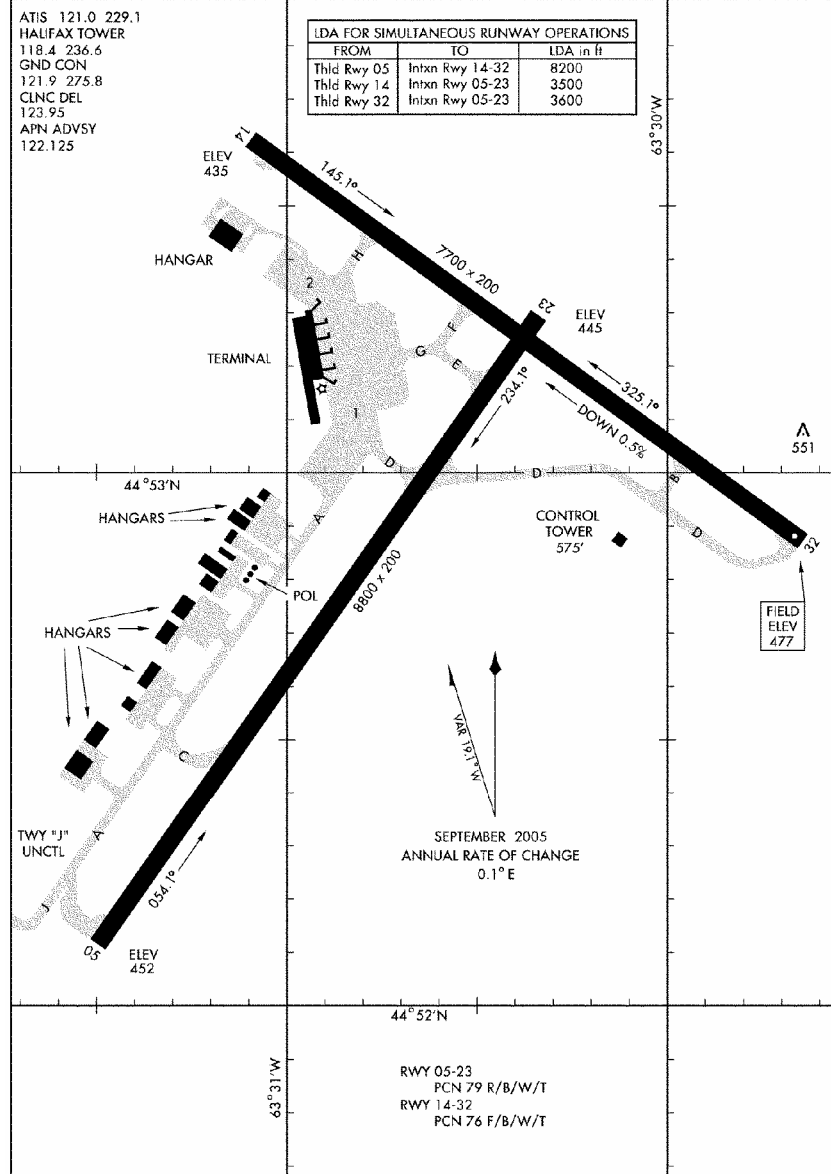 ATIS 121.0 229.1
HALIFAX TOWER
118.4 236.6
GND CON
121.9 275.8
CLNC DEL
123.95
APN ADVSY
122.125
LDA FOR SIMULTANEOUS RUNWAY OPERATIONS
FROM TO LDA in ft
Thld Rwy 05 Intxn Rwy 14-32 8200
Thld Rwy 14 Intxn Rwy 05-23 3500
Thld Rwy 32 Intxn Rwy 05-23 3600
63°30'W
14
ELEV
435
145.1°
HANGAR
H
7700 x 200
2
23
ELEV
445
F
TERMINAL
G
E
234.1°
325.1°
DOWN 0.5%
1
551
D
D
B
44°53'N
HANGARS
A
CONTROL
TOWER
575'
D
32
8800 x 200
POL
FIELD
ELEV
477
HANGARS
VAR 19.1° W
C
TWY "J"
UNCTL
A
SEPTEMBER 2005
ANNUAL RATE OF CHANGE
0.1° E
054.1°
J
05
ELEV
452
44°52'N
63°31'W
RWY 05-23
PCN 79 R/B/W/T
RWY 14-32
PCN 76 F/B/W/T